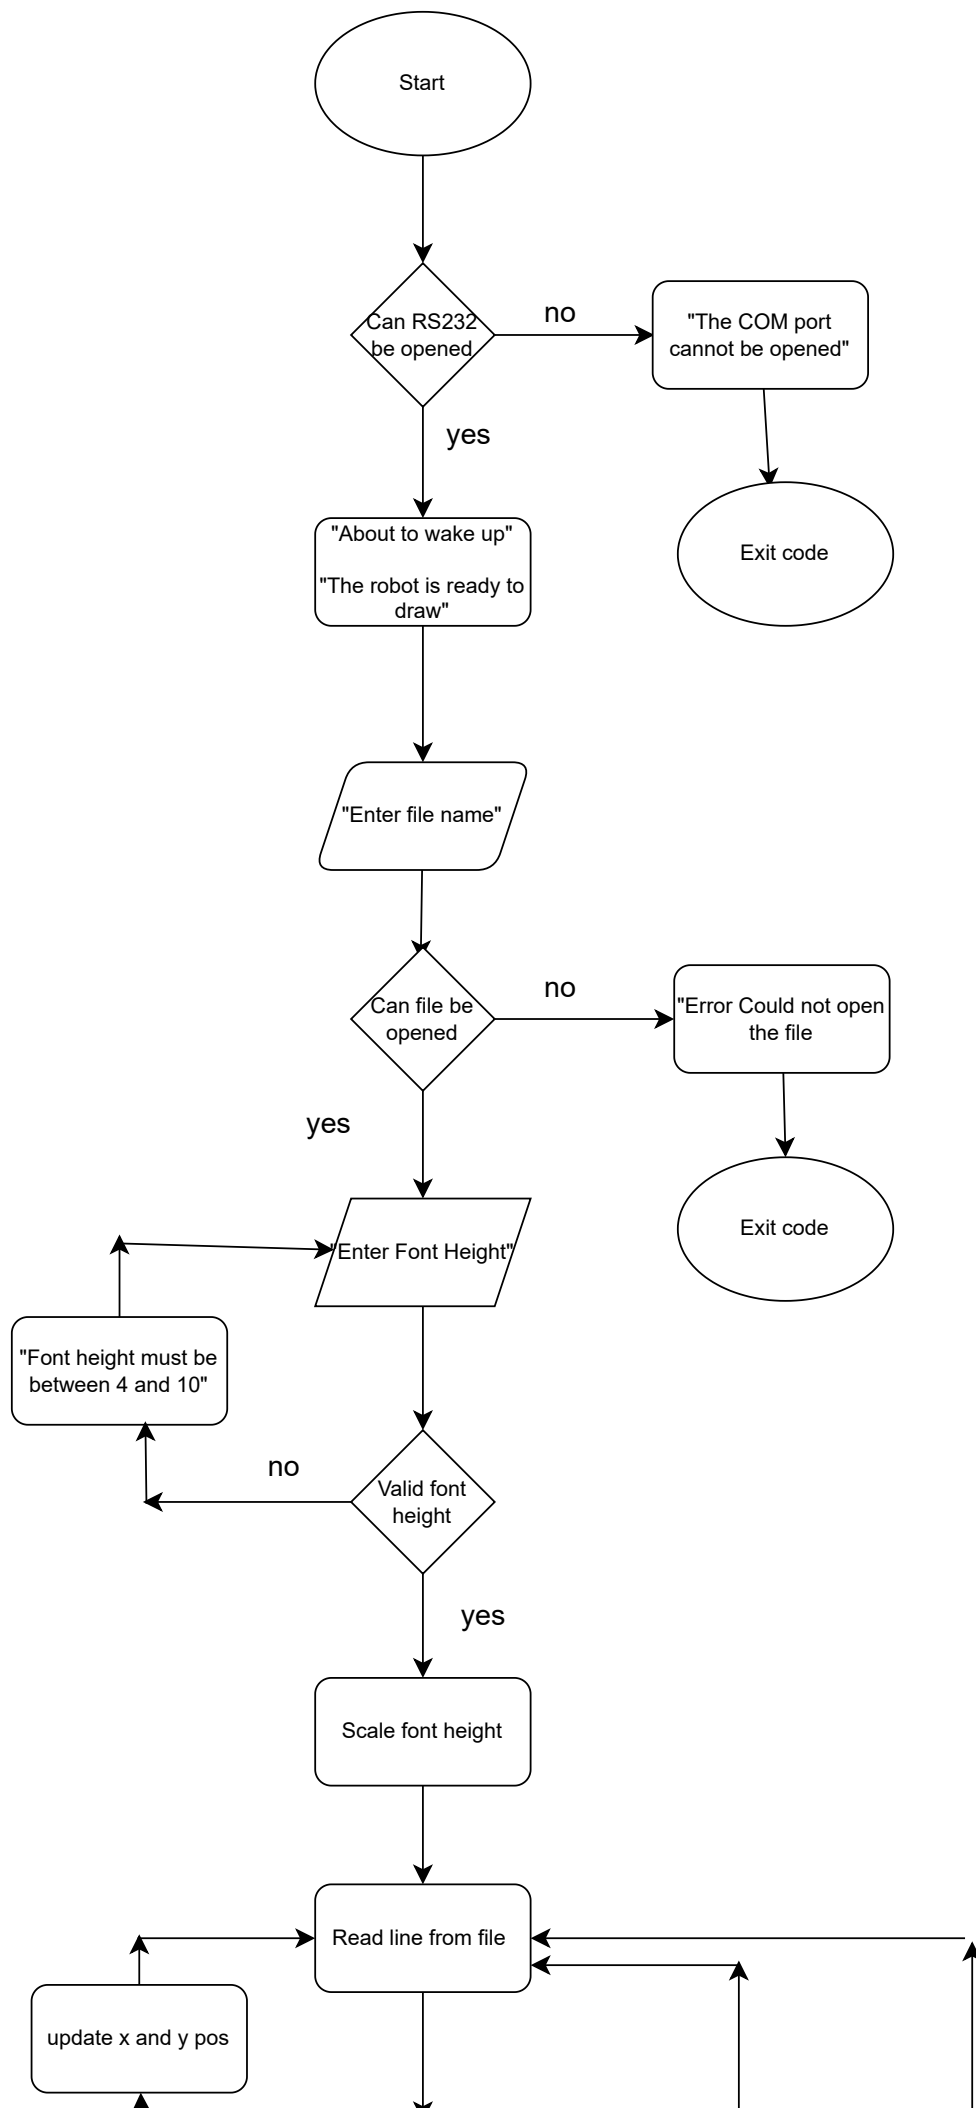 Start
Can RS232
be opened
no
"The COM port
cannot be opened"
yes
"About to wake up"
"The robot is ready to
draw"
Exit code
"Enter file name"
Can file be
opened
no
"Error Could not open
the file
yes
"Enter Font Height"
Exit code
"Font height must be
between 4 and 10"
no
Valid font
height
yes
Scale font height
Read line from file
update x and y pos